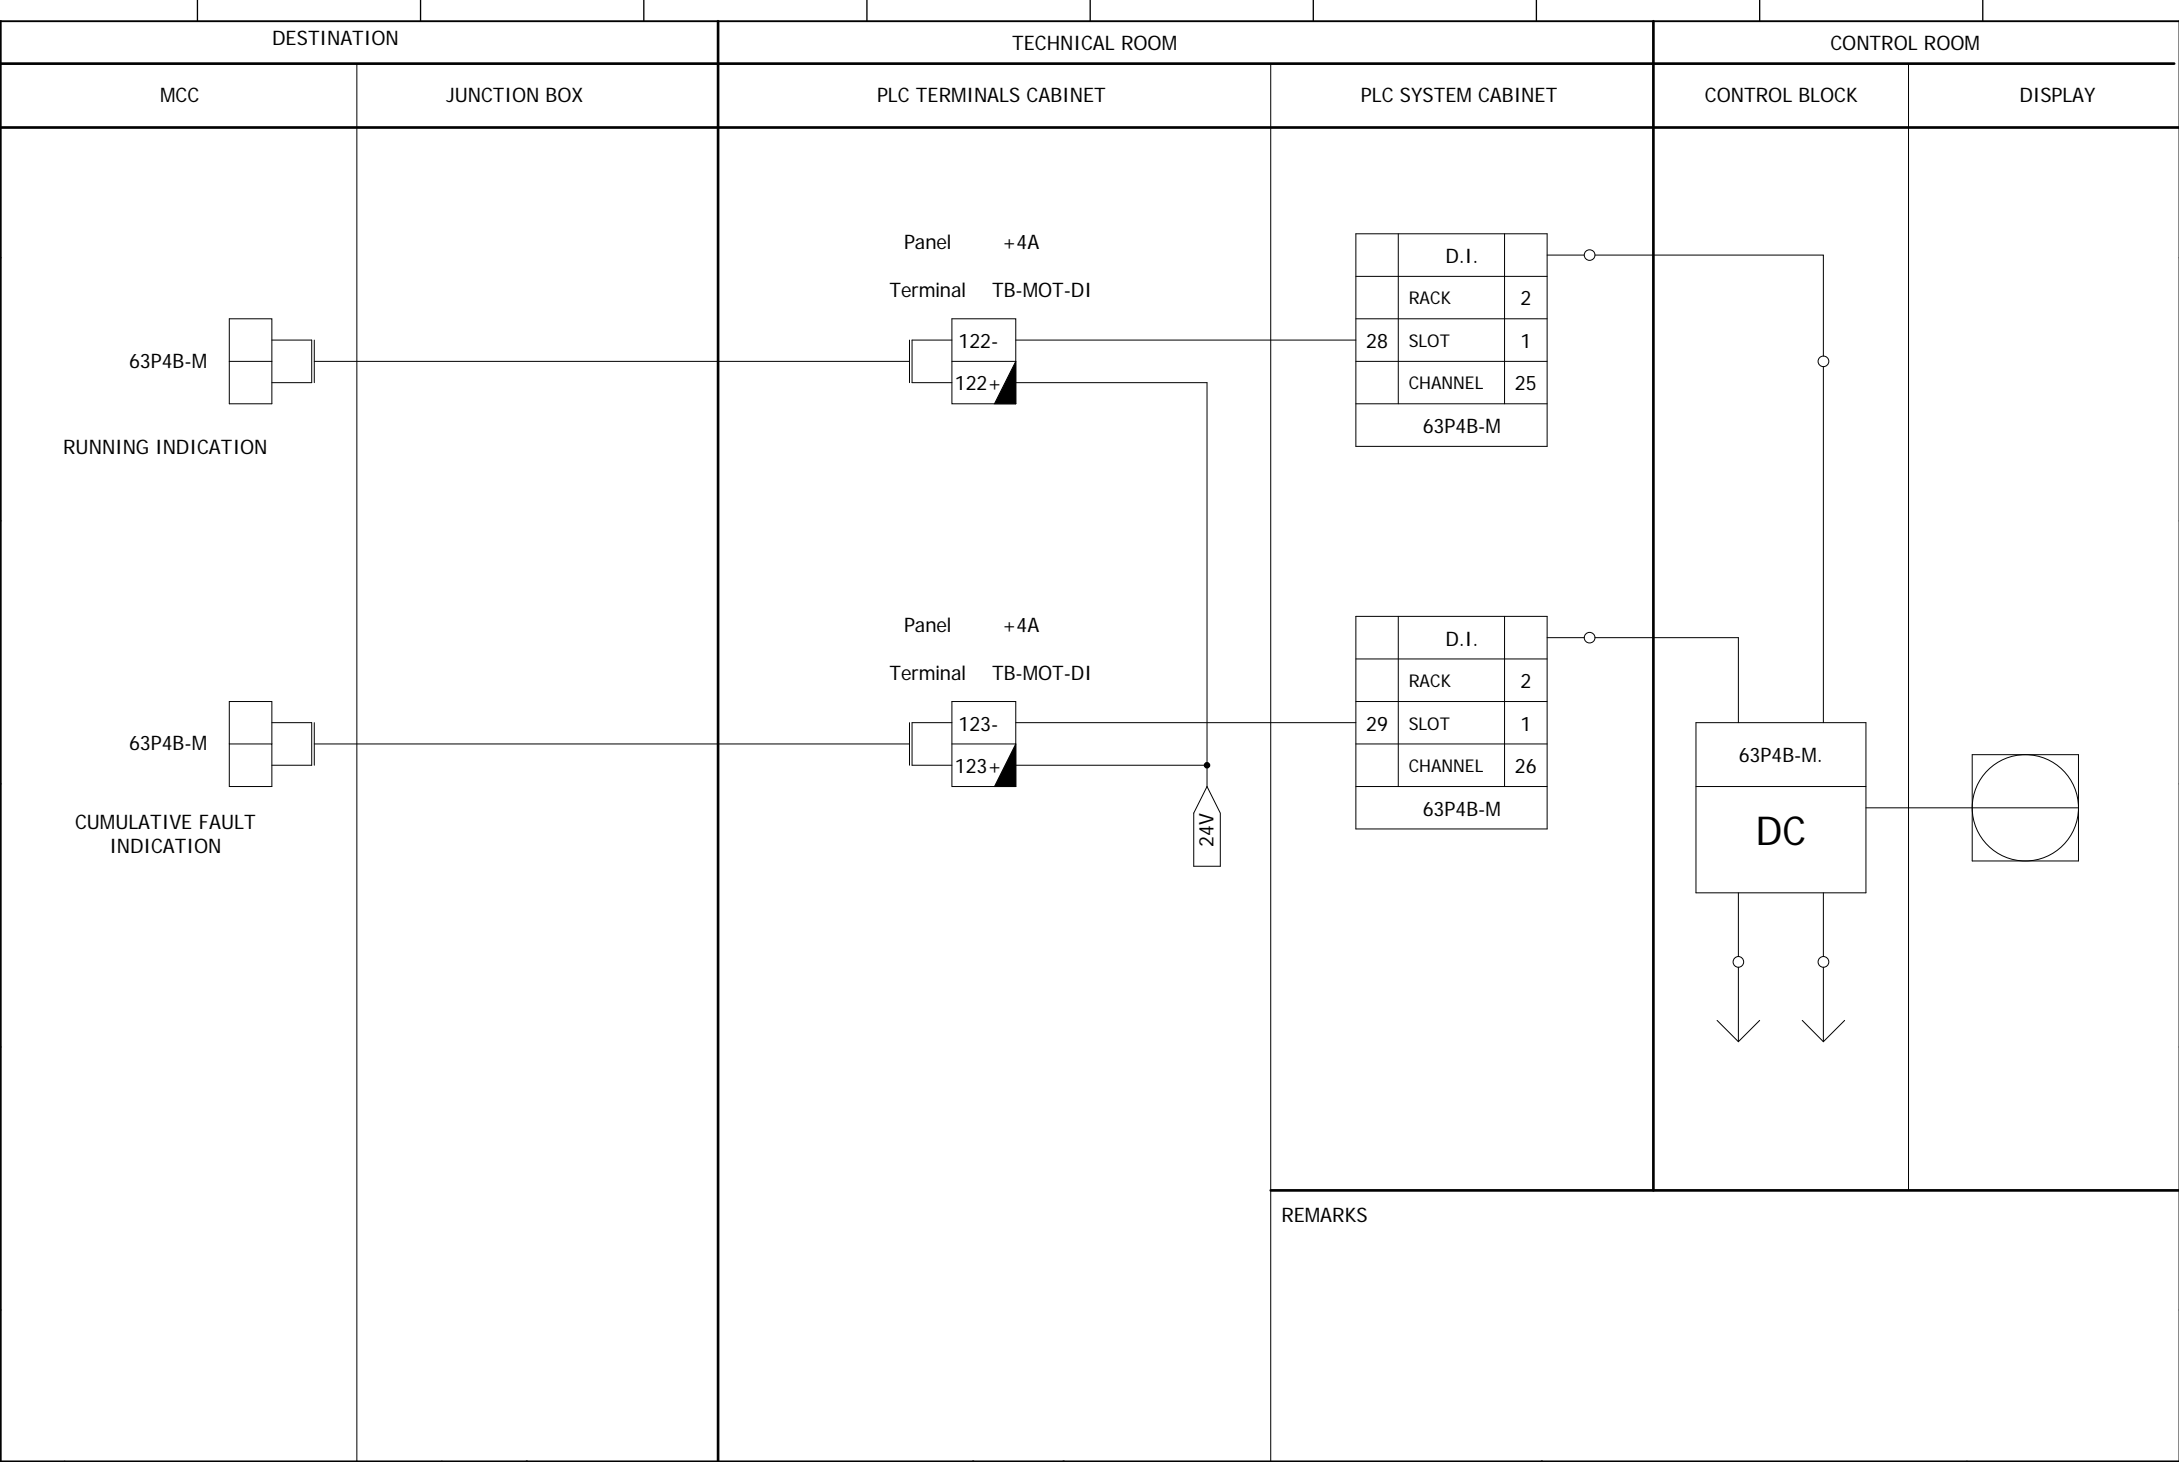 DESTINATION
TECHNICAL ROOM
CONTROL ROOM
MCC
JUNCTION BOX
PLC TERMINALS CABINET
PLC SYSTEM CABINET
CONTROL BLOCK
DISPLAY
63P4B-M
RUNNING INDICATION
Panel +4A
Terminal TB-MOT-DI
122-
122+
D.I.
RACK 2
28 SLOT 1
CHANNEL 25
63P4B-M
63P4B-M
CUMULATIVE FAULT
INDICATION
Panel +4A
Terminal TB-MOT-DI
123-
123+
24V
D.I.
RACK 2
29 SLOT 1
CHANNEL 26
63P4B-M
63P4B-M.
DC
REMARKS